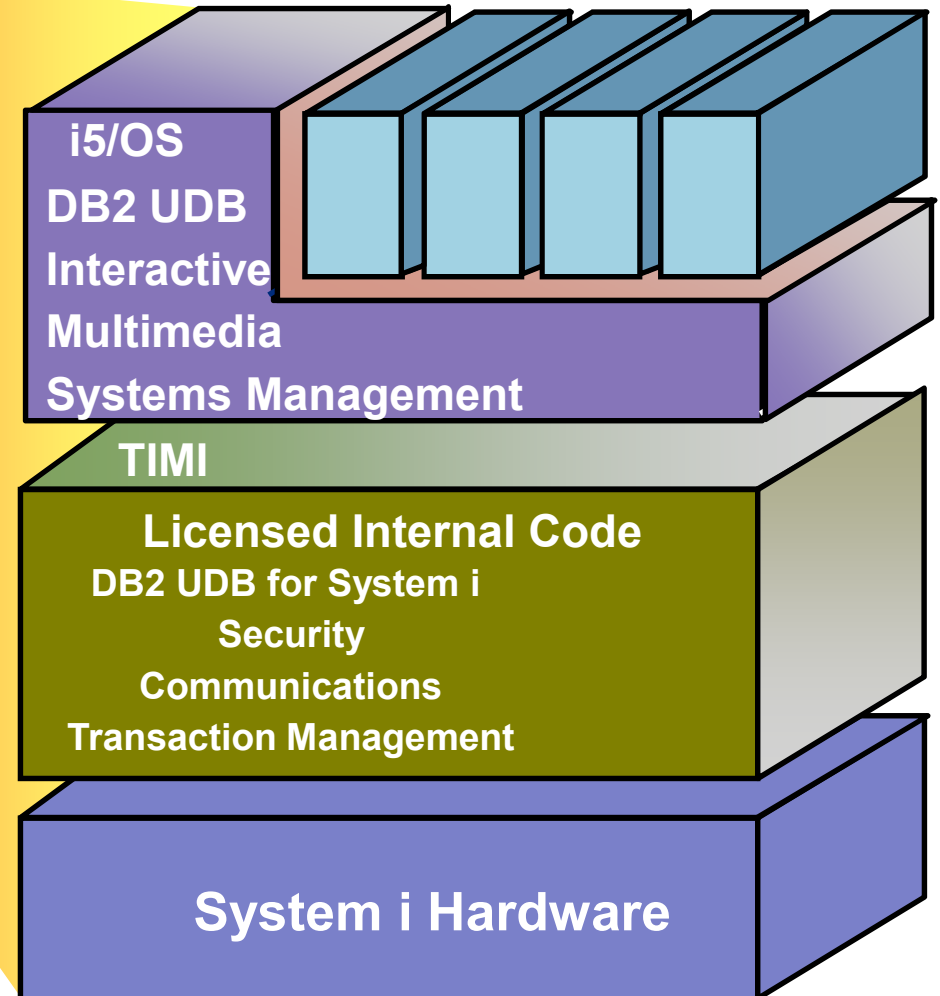 i5/OS
DB2 UDB
Interactive
Multimedia
Systems Management
TIMI
Licensed Internal Code
DB2 UDB for System i
Security
Communications
Transaction Management
System i Hardware